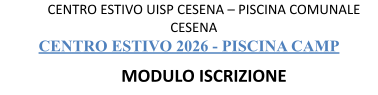 CENTRO ESTIVO UISP CESENA – PISCINA COMUNALE
CESENA
CENTRO ESTIVO 2026 - PISCINA CAMP
MODULO ISCRIZIONE